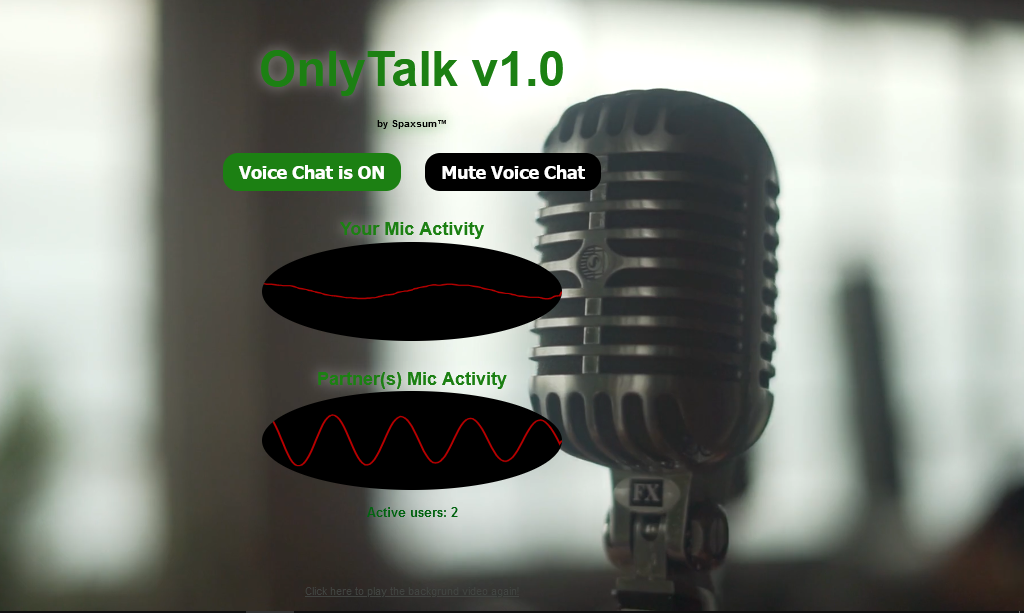 OnlyTalk v1.0
by Spaxsum™
Voice Chat is ON
Mute Voice Chat
Your Mic Activity
Partner(s) Mic Activity
FX
Active users: 2
Click here to play the backgrund video again!